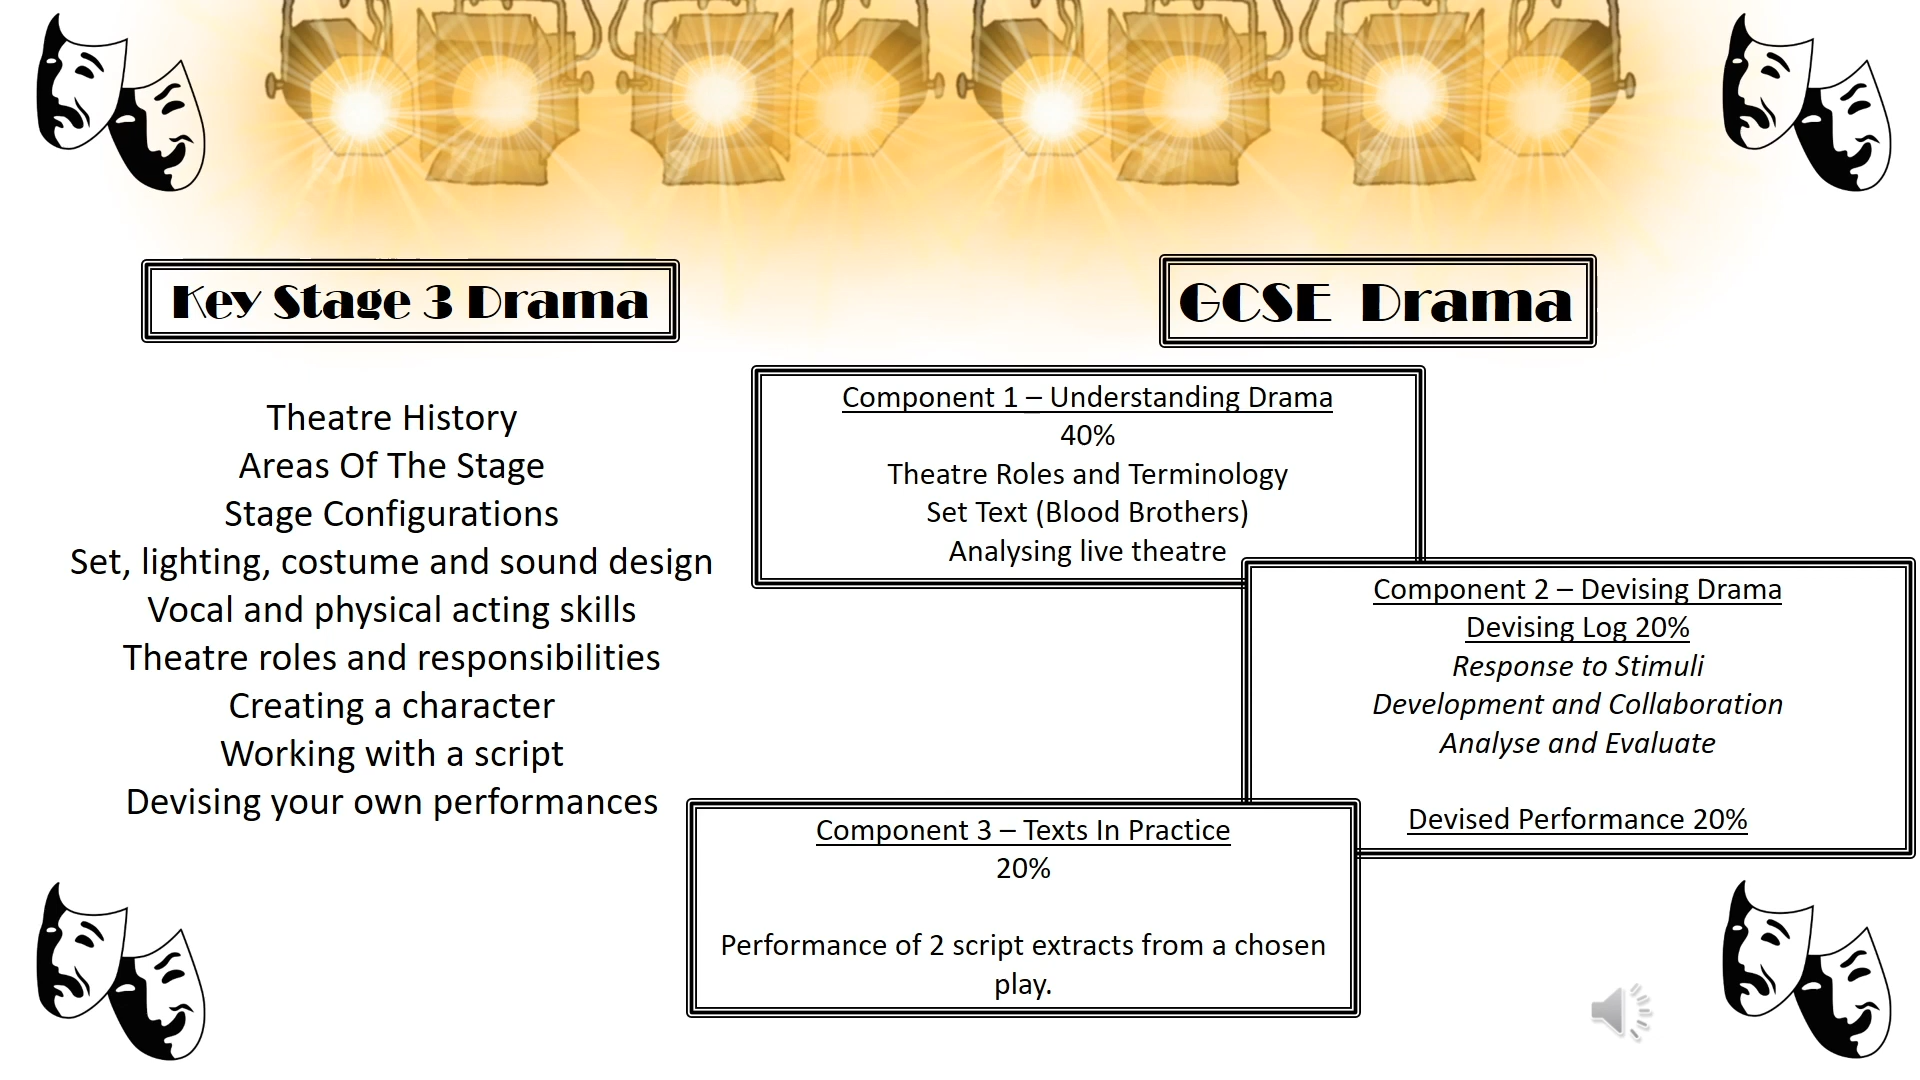 Key Stage 3 Drama
Theatre History
Areas Of The Stage
Stage Configurations
Set, lighting, costume and sound design
Vocal and physical acting skills
Theatre roles and responsibilities
Creating a character
Working with a script
Devising your own performances
GCSE Drama
Component 1 – Understanding Drama
40%
Theatre Roles and Terminology
Set Text (Blood Brothers)
Analysing live theatre
Component 2 – Devising Drama
Devising Log 20%
Response to Stimuli
Development and Collaboration
Analyse and Evaluate
Devised Performance 20%
Component 3 – Texts In Practice
20%
Performance of 2 script extracts from a chosen
play.